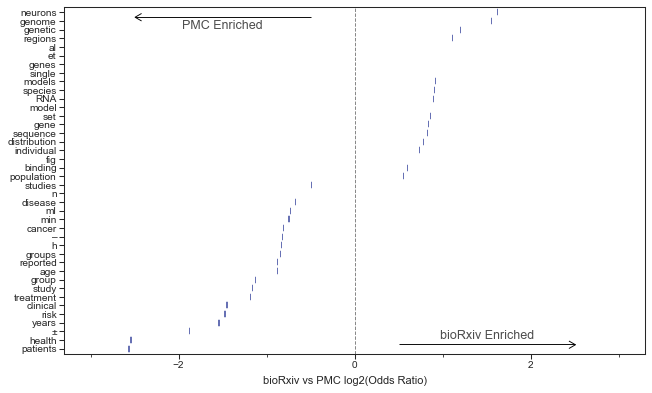 neurons
genome
genetic
regions
al
et
genes
single
models
species
RNA
model
set
gene
sequence
distribution
individual
fig
binding
population
studies
n
disease
ml
min
cancer
–
h
groups
reported
age
group
study
treatment
clinical
risk
years
±
health
patients
PMC Enriched
bioRxiv Enriched
−2 0 2
bioRxiv vs PMC log2(Odds Ratio)